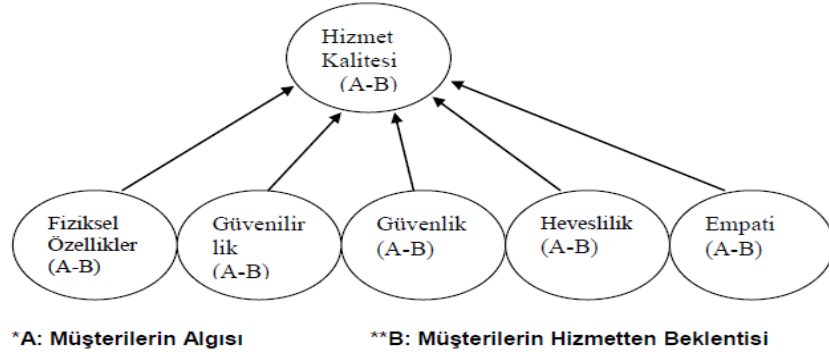 Hizmet
Kalitesi
(A-B)
Fiziksel
Özellikler
(A-B)
Güvenilir
lik
(A-B)
Güvenlik
(A-B)
Heveslilik
(A-B)
Empati
(A-B)
*A: Müşterilerin Algısı
**B: Müşterilerin Hizmetten Beklentisi